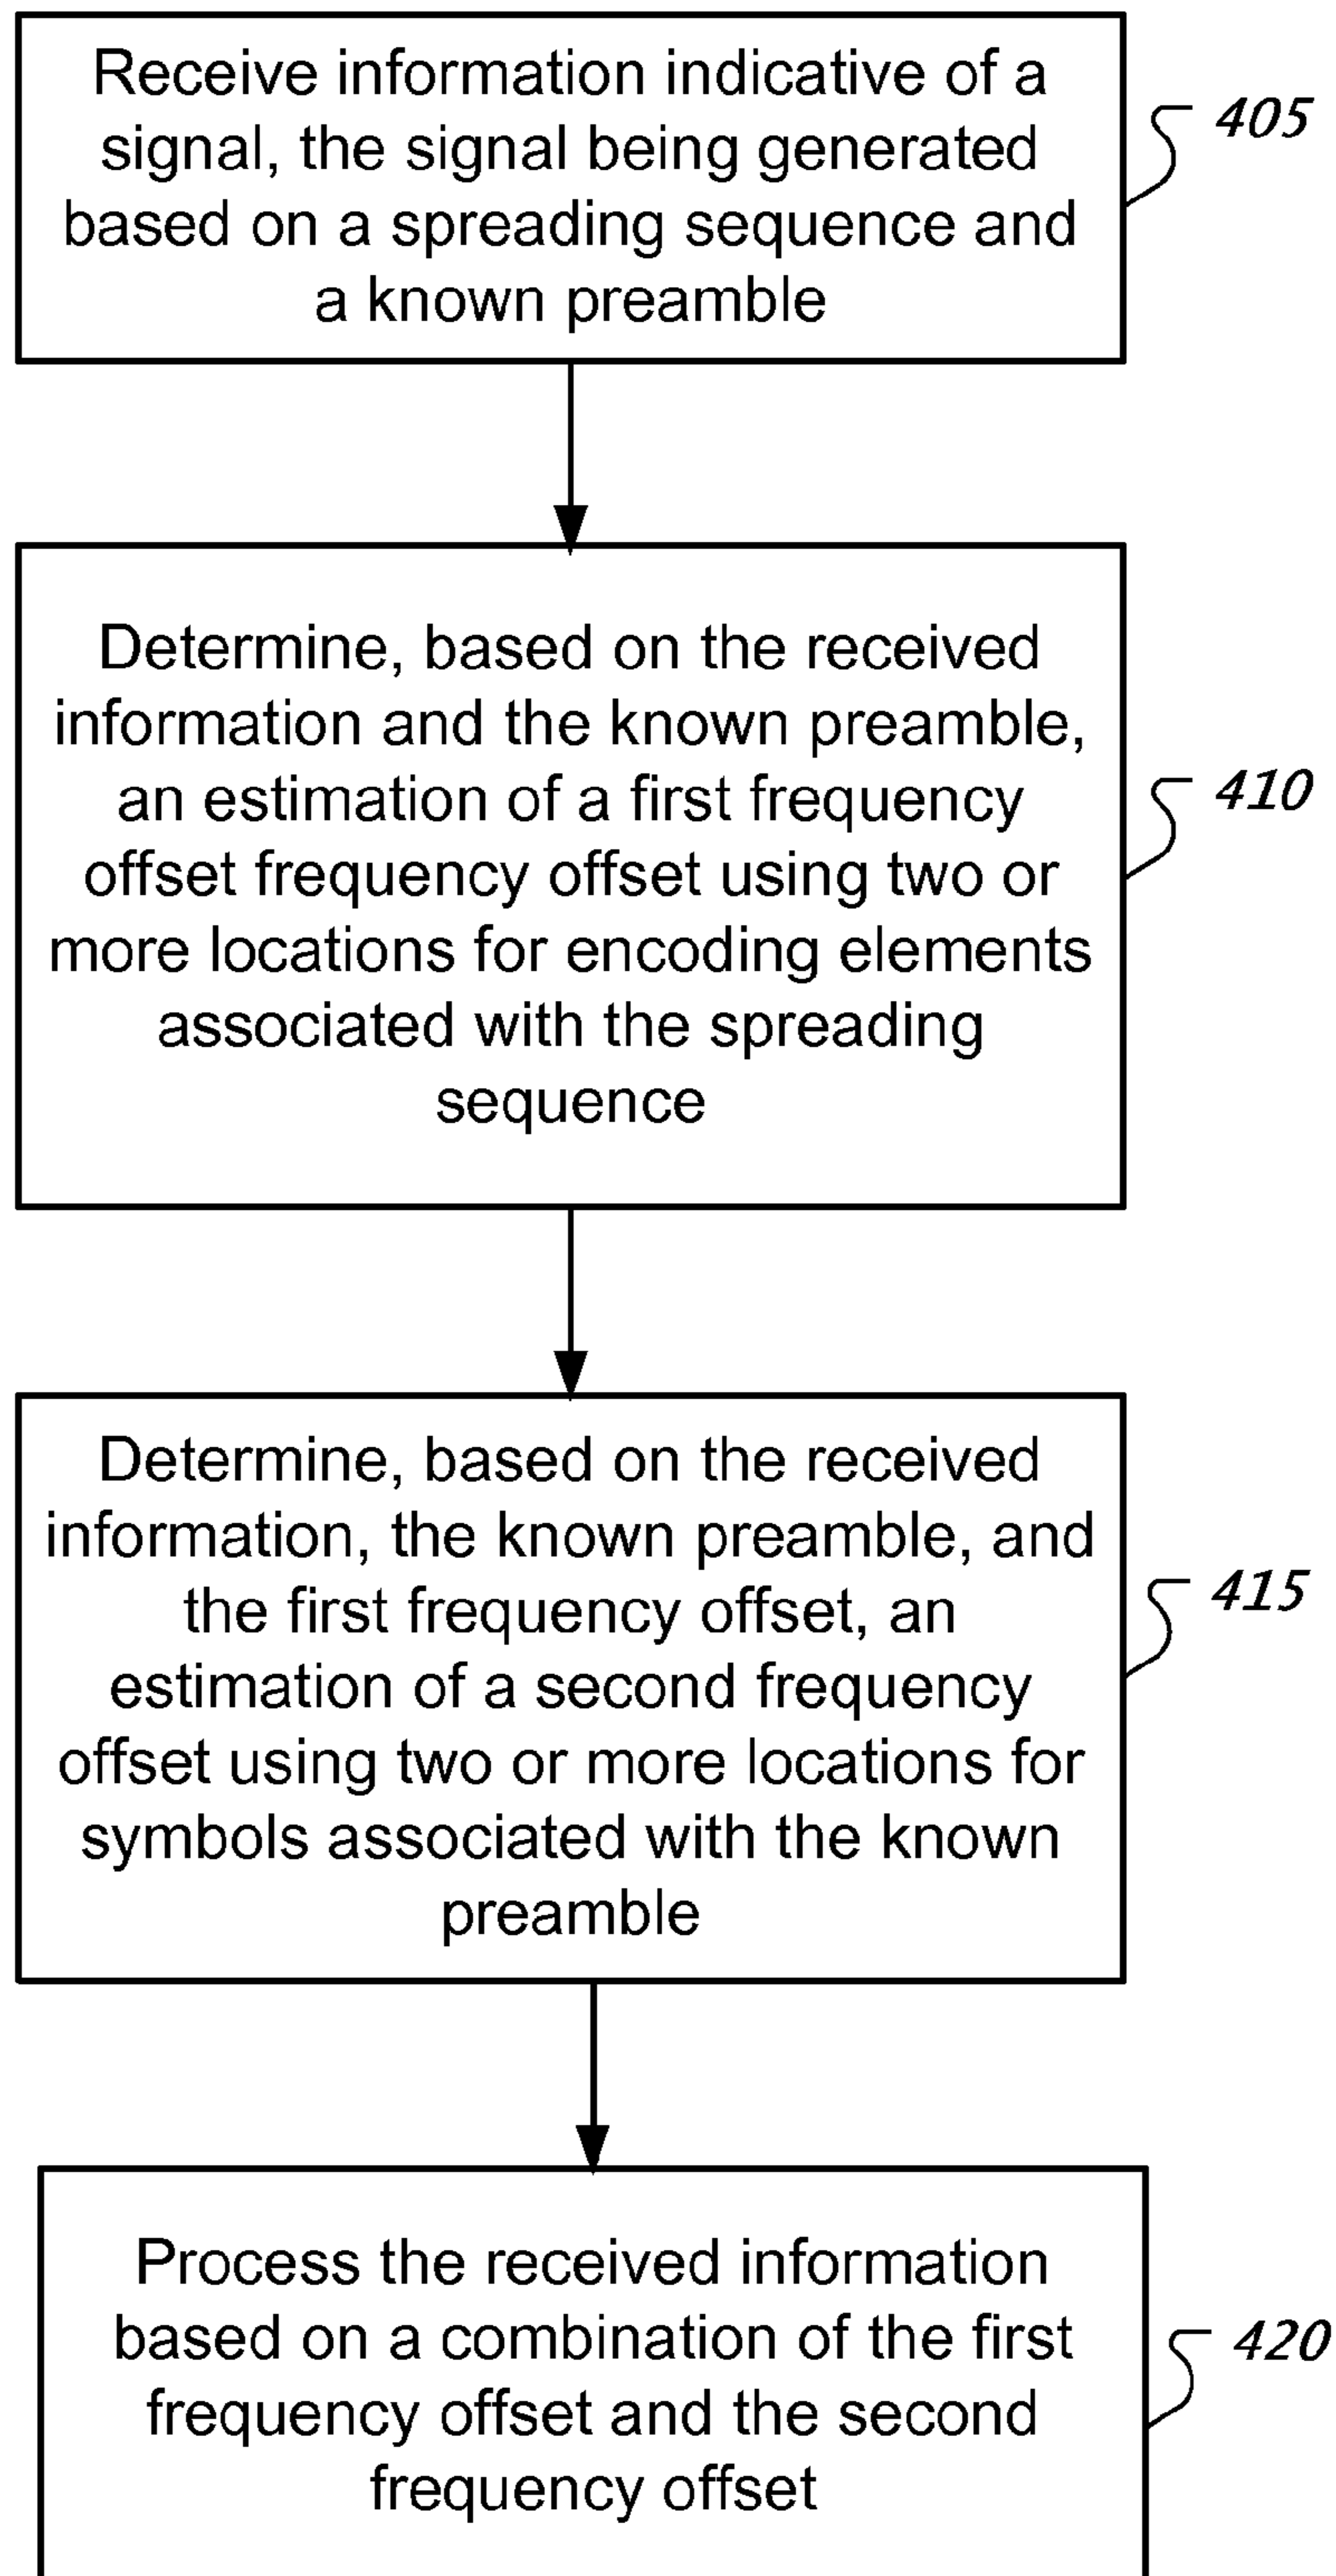 Receive information indicative of a
signal, the signal being generated
based on a spreading sequence and
a known preamble
405
Determine, based on the received
information and the known preamble,
an estimation of a first frequency
offset frequency offset using two or
more locations for encoding elements
associated with the spreading
sequence
410
Determine, based on the received
information, the known preamble, and
the first frequency offset, an
estimation of a second frequency
offset using two or more locations for
symbols associated with the known
preamble
415
Process the received information
based on a combination of the first
frequency offset and the second
frequency offset
420